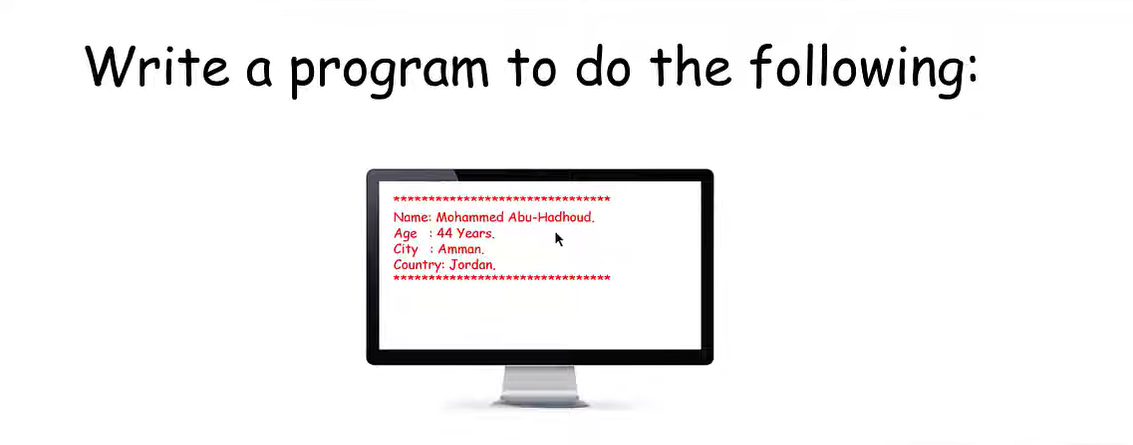 Write a program to do the following:
*******************************
Name: Mohammed Abu-Hadhoud.
Age   : 44 Years.
City   : Amman.
Country: Jordan.
*******************************